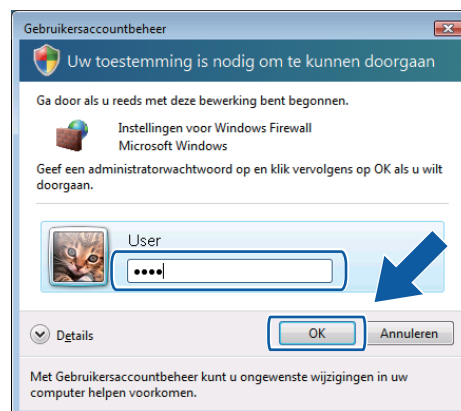 Gebruikersaccountbeheer
Uw toestemming is nodig om te kunnen doorgaan
Ga door als u reeds met deze bewerking bent begonnen.
Instellingen voor Windows Firewall
Microsoft Windows
Geef een administratorwachtwoord op en klik vervolgens op OK als u wilt
doorgaan.
User
••••
Details
OK
Annuleren
Met Gebruikersaccountbeheer kunt u ongewenste wijzigingen in uw
computer helpen voorkomen.